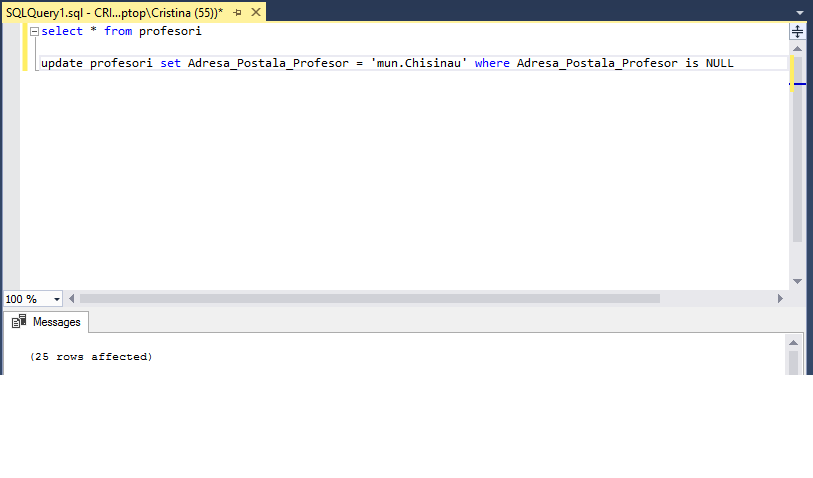 SQLQuery1.sql - CRI...ptop\Cristina (55))*
select * from profesori
update profesori set Adresa_Postala_Profesor = 'mun.Chisinau' where Adresa_Postala_Profesor is NULL
100 %
Messages
(25 rows affected)